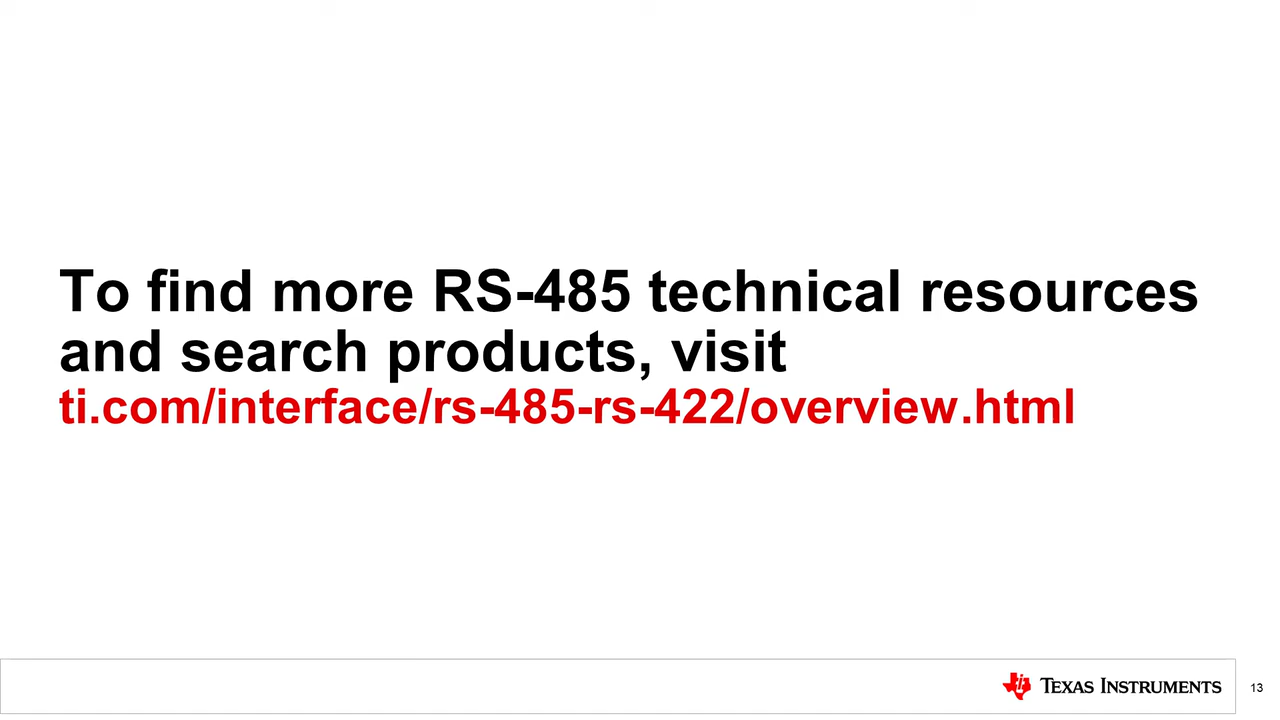 To find more RS-485 technical resources
and search products, visit
ti.com/interface/rs-485-rs-422/overview.html
TEXAS INSTRUMENTS
13